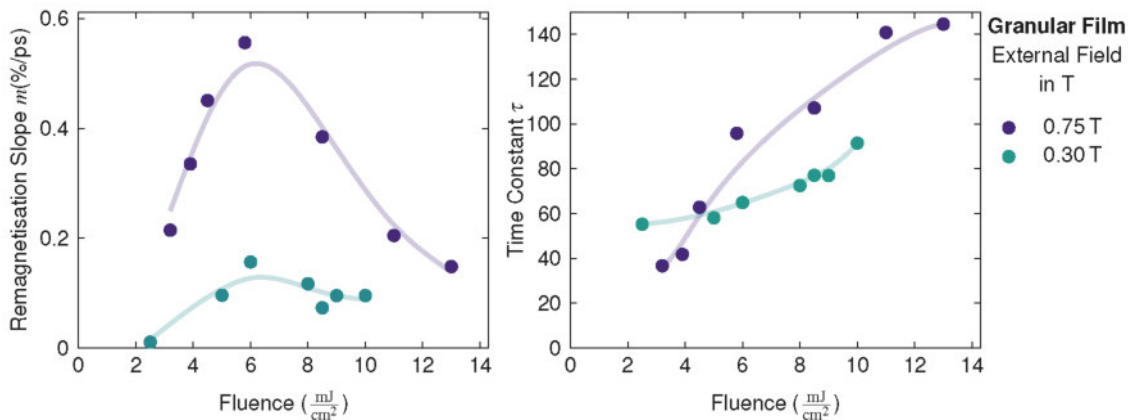 Remagnetisation Slope m(%/ps)
0.6
0.4
0.2
0
0 2 4 6 8 10 12 14
Fluence (mJ/cm²)
Time Constant τ
140
120
100
80
60
40
20
0
0 2 4 6 8 10 12 14
Fluence (mJ/cm²)
Granular Film
External Field
in T
0.75 T
0.30 T